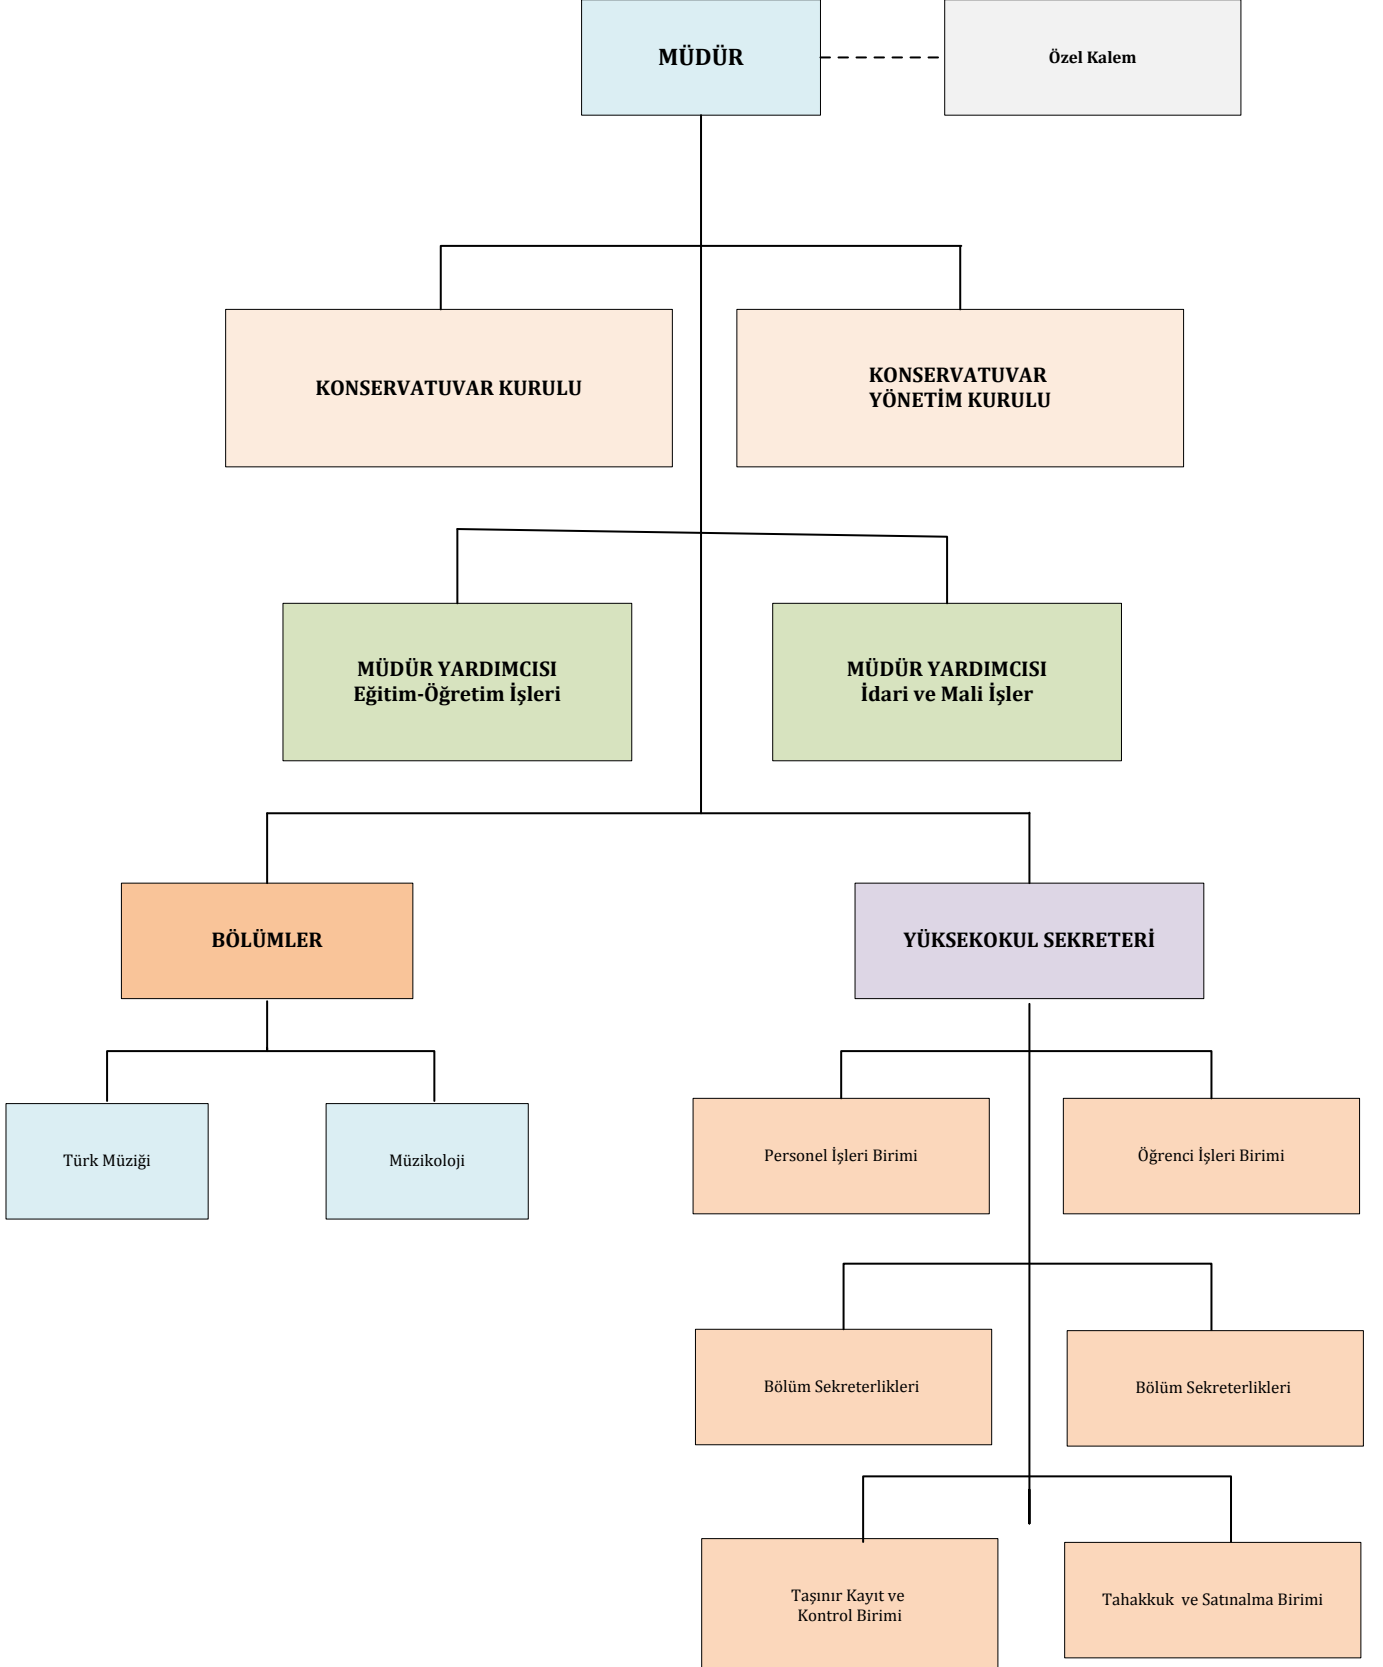 MÜDÜR
Özel Kalem
KONSERVATUVAR KURULU
KONSERVATUVAR
YÖNETİM KURULU
MÜDÜR YARDIMCISI
Eğitim-Öğretim İşleri
MÜDÜR YARDIMCISI
İdari ve Mali İşler
BÖLÜMLER
YÜKSEKOKUL SEKRETERİ
Türk Müziği
Müzikoloji
Personel İşleri Birimi
Öğrenci İşleri Birimi
Bölüm Sekreterlikleri
Bölüm Sekreterlikleri
Taşınır Kayıt ve
Kontrol Birimi
Tahakkuk ve Satınalma Birimi